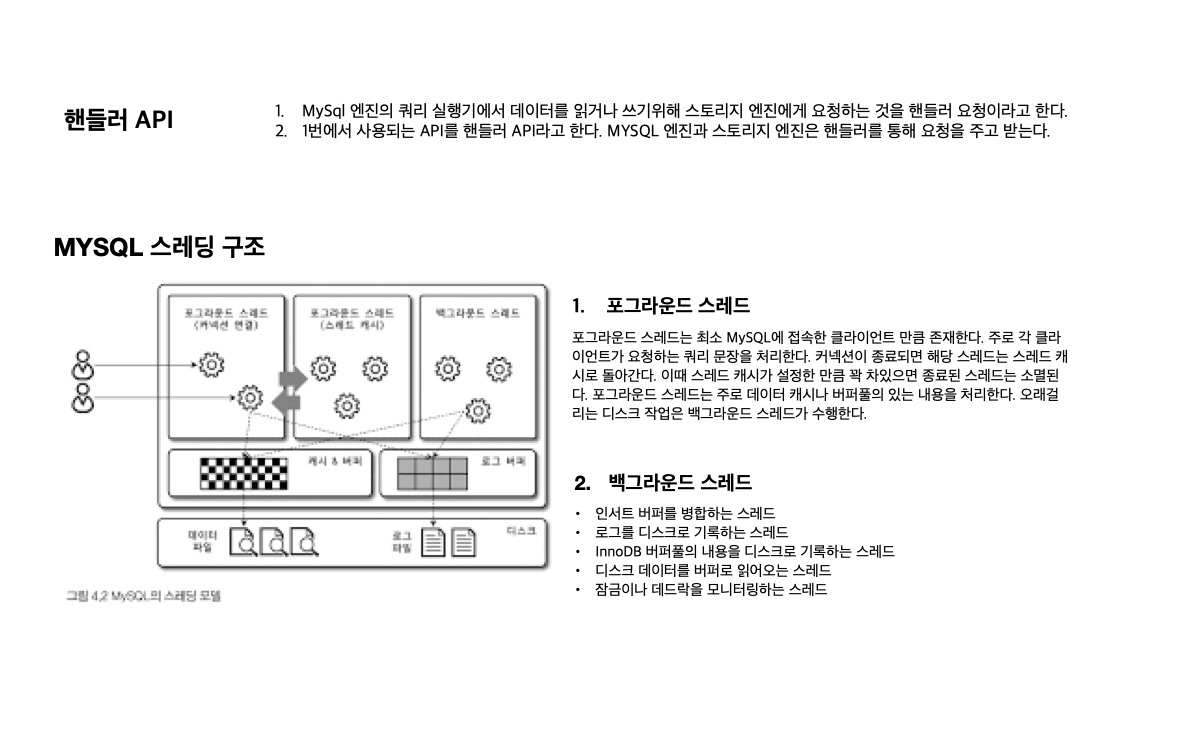 핸들러 API
1. MySql 엔진의 쿼리 실행기에서 데이터를 읽거나 쓰기위해 스토리지 엔진에게 요청하는 것을 핸들러 요청이라고 한다.
2. 1번에서 사용되는 API를 핸들러 API라고 한다. MYSQL 엔진과 스토리지 엔진은 핸들러를 통해 요청을 주고 받는다.
MYSQL 스레딩 구조
포그라운드 스레드
(커넥션 연결)
포그라운드 스레드
(스레드 캐시)
백그라운드 스레드
캐시 & 버퍼
로그 버퍼
데이터
파일
로그
파일
디스크
그림 4.2 MySQL의 스레딩 모델
1. 포그라운드 스레드
포그라운드 스레드는 최소 MySQL에 접속한 클라이언트 만큼 존재한다. 주로 각 클라
이언트가 요청하는 쿼리 문장을 처리한다. 커넥션이 종료되면 해당 스레드는 스레드 캐
시로 돌아간다. 이때 스레드 캐시가 설정한 만큼 꽉 차있으면 종료된 스레드는 소멸된
다. 포그라운드 스레드는 주로 데이터 캐시나 버퍼풀의 있는 내용을 처리한다. 오래걸
리는 디스크 작업은 백그라운드 스레드가 수행한다.
2. 백그라운드 스레드
• 인서트 버퍼를 병합하는 스레드
• 로그를 디스크로 기록하는 스레드
• InnoDB 버퍼풀의 내용을 디스크로 기록하는 스레드
• 디스크 데이터를 버퍼로 읽어오는 스레드
• 잠금이나 데드락을 모니터링하는 스레드